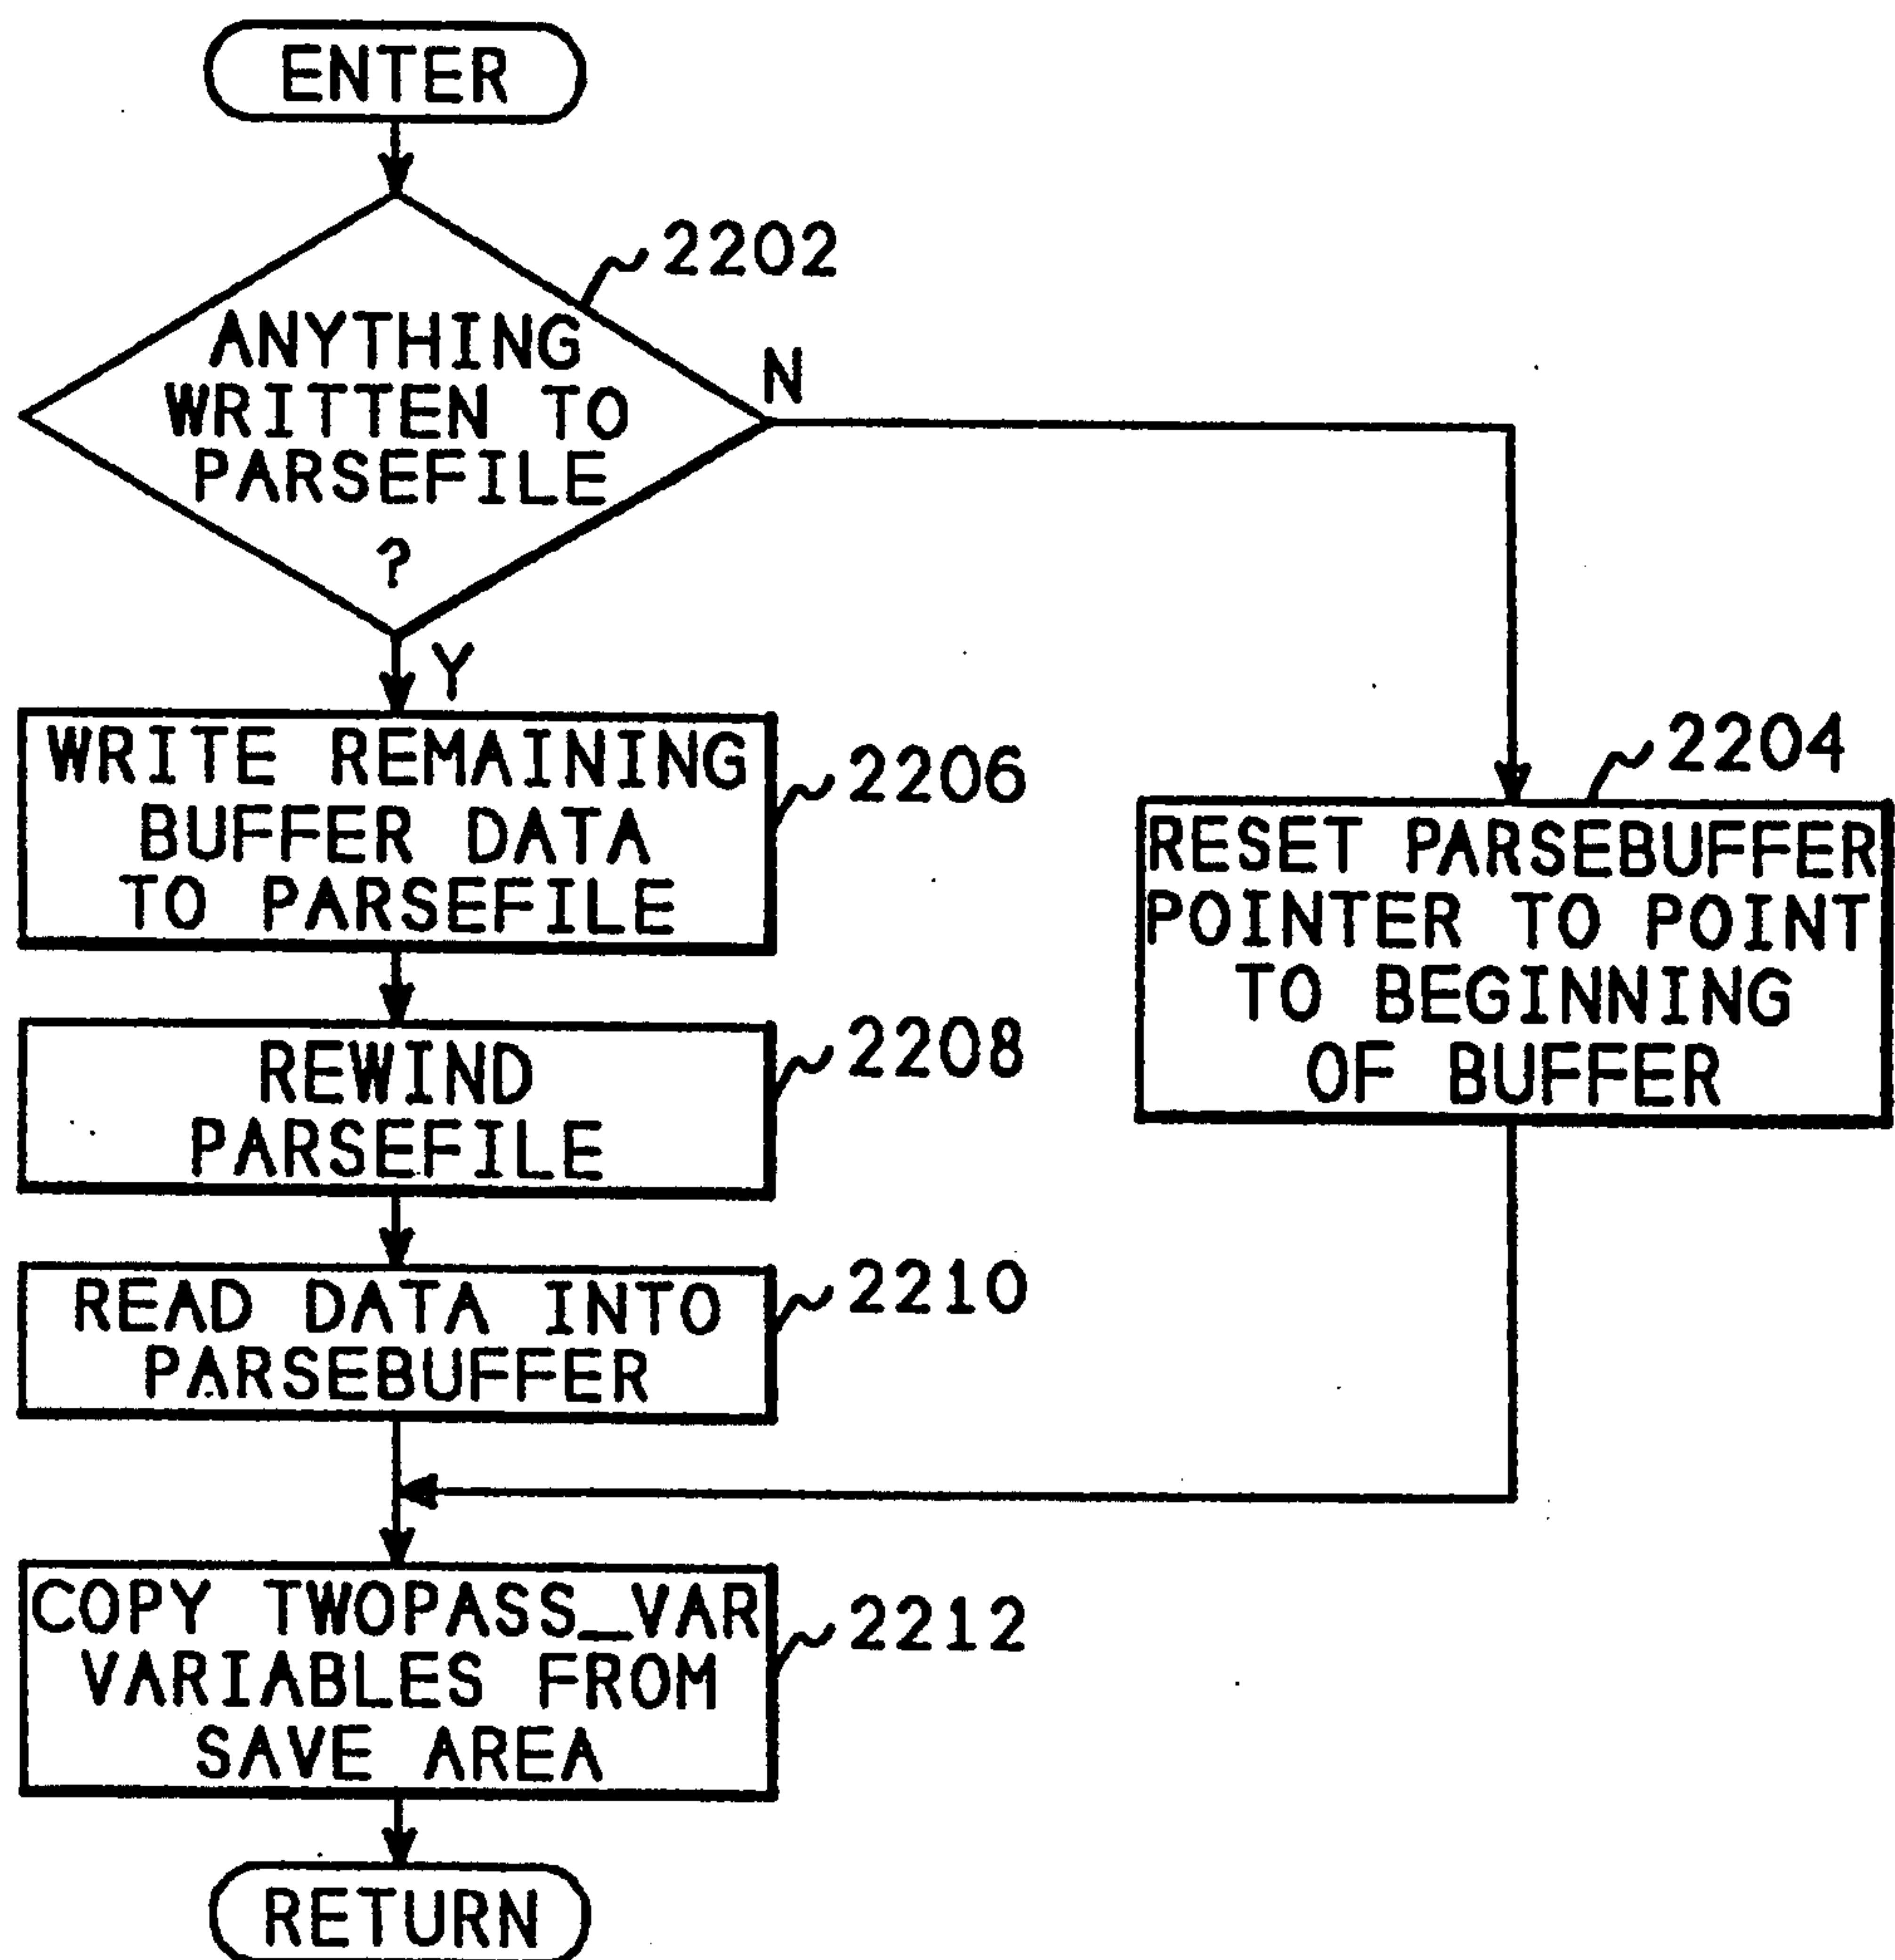 ENTER
2202
ANYTHING
WRITTEN TO
PARSEFILE
?
N
Y
WRITE REMAINING
BUFFER DATA
TO PARSEFILE
2206
2204
RESET PARSEBUFFER
POINTER TO POINT
TO BEGINNING
OF BUFFER
REWIND
PARSEFILE
2208
READ DATA INTO
PARSEBUFFER
2210
COPY TWOPASS_VAR
VARIABLES FROM
SAVE AREA
2212
RETURN